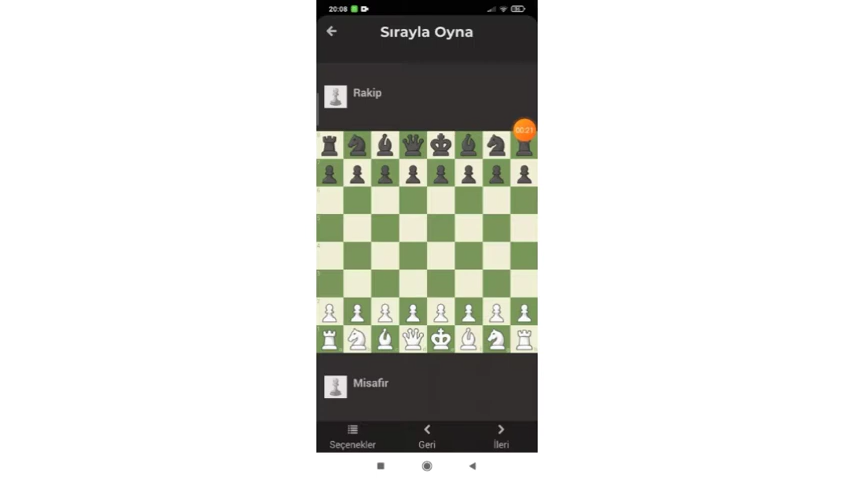 20:08
Sırayla Oyna
Rakip
00:21
Misafir
Seçenekler
Geri
İleri